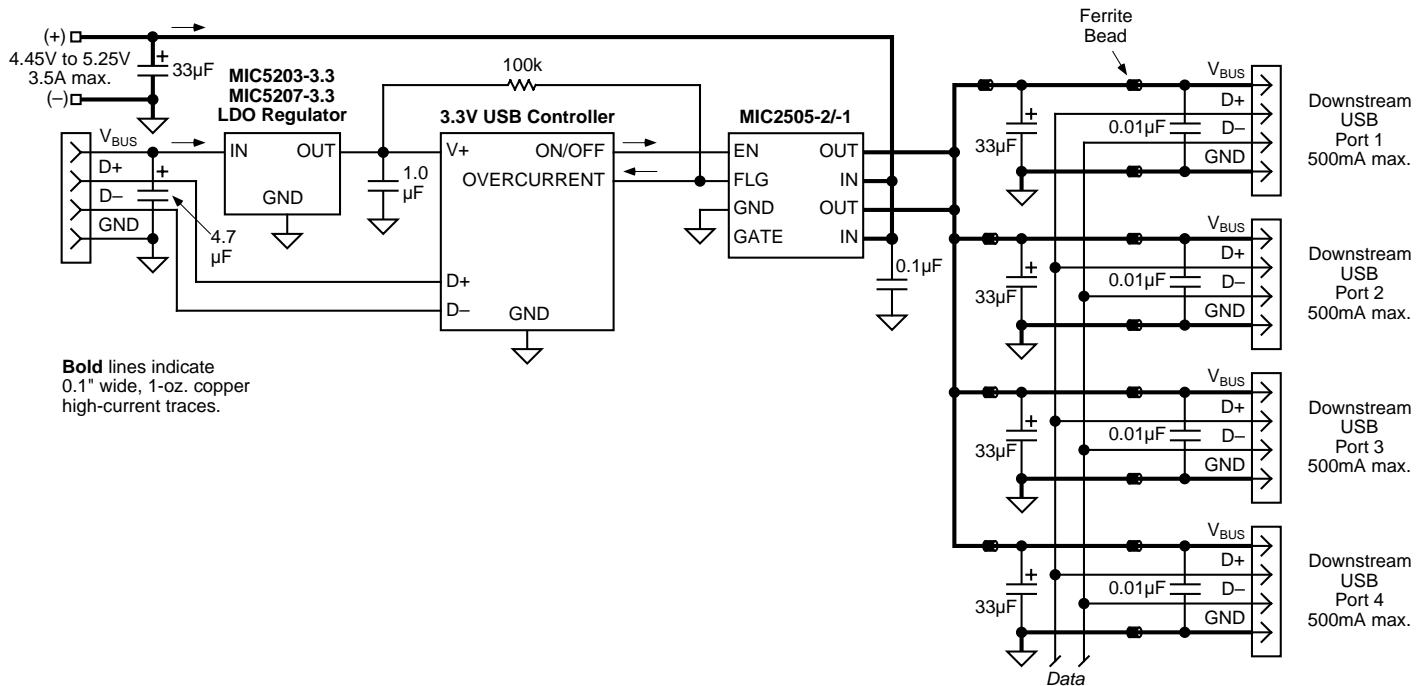 (+)
4.45V to 5.25V
3.5A max.
(–)
33µF
+
MIC5203-3.3
MIC5207-3.3
LDO Regulator
IN
OUT
GND
VBUS
D+
D–
GND
+
4.7
µF
1.0
µF
100k
3.3V USB Controller
V+
ON/OFF
OVERCURRENT
D+
D–
GND
MIC2505-2/-1
EN
OUT
FLG
IN
GND
OUT
GATE
IN
0.1µF
Bold lines indicate
0.1" wide, 1-oz. copper
high-current traces.
Ferrite
Bead
+
33µF
0.01µF
VBUS
D+
D–
GND
Downstream
USB
Port 1
500mA max.
+
33µF
0.01µF
VBUS
D+
D–
GND
Downstream
USB
Port 2
500mA max.
+
33µF
0.01µF
VBUS
D+
D–
GND
Downstream
USB
Port 3
500mA max.
+
33µF
0.01µF
VBUS
D+
D–
GND
Downstream
USB
Port 4
500mA max.
Data